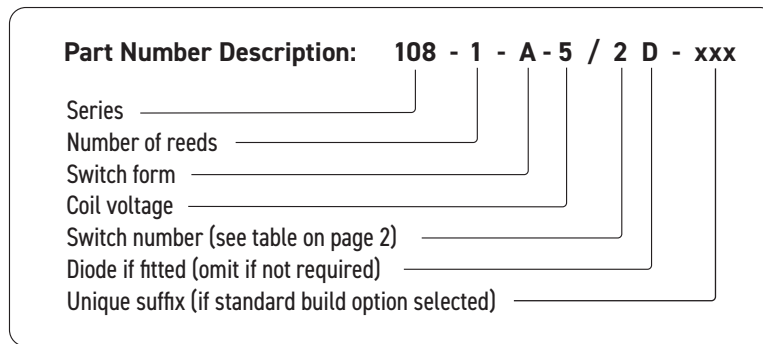 Part Number Description: 108 - 1 - A - 5 / 2 D - xxx
Series
Number of reeds
Switch form
Coil voltage
Switch number (see table on page 2)
Diode if fitted (omit if not required)
Unique suffix (if standard build option selected)